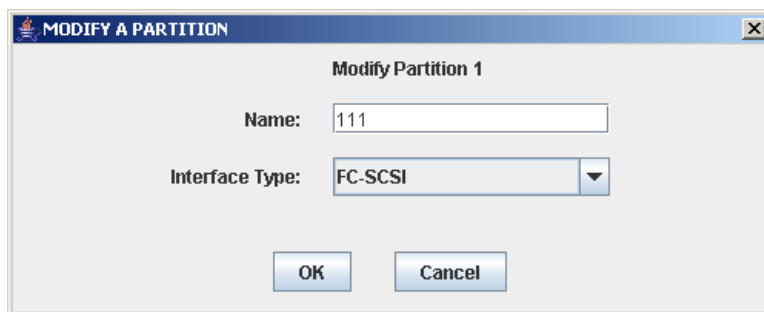 MODIFY A PARTITION
Modify Partition 1
Name: 111
Interface Type: FC-SCSI
OK Cancel